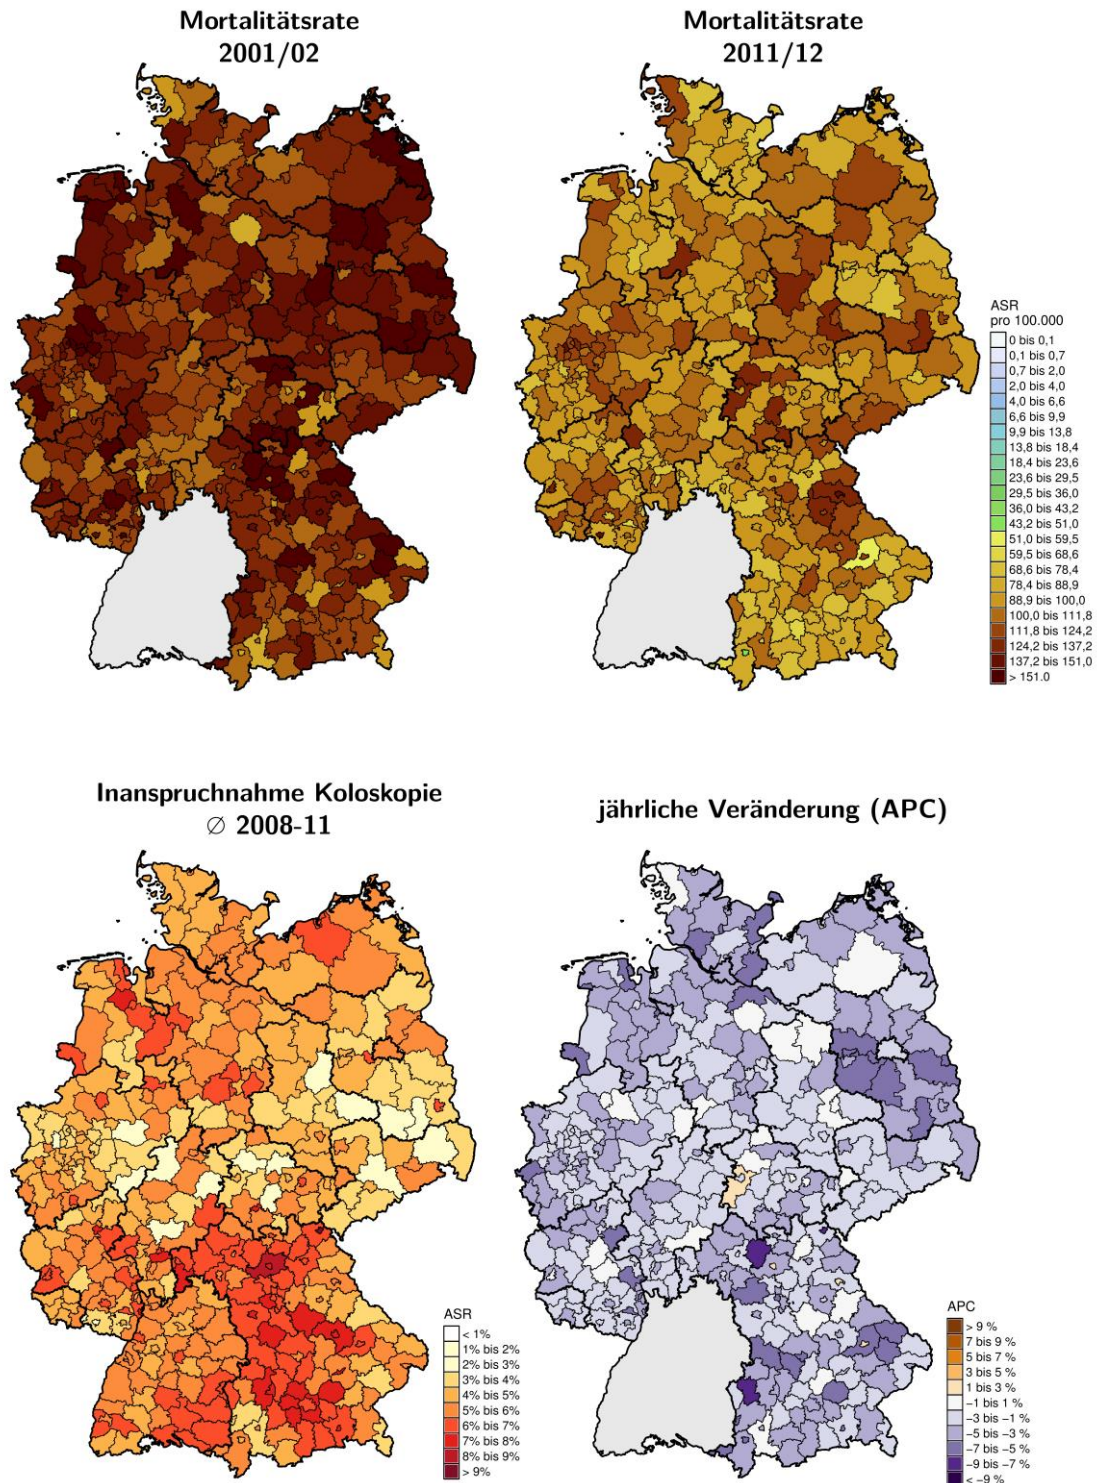 Mortalitätsrate
2001/02
Mortalitätsrate
2011/12
ASR
pro 100.000
0 bis 0,1
0,1 bis 0,7
0,7 bis 2,0
2,0 bis 4,0
4,0 bis 6,6
6,6 bis 9,9
9,9 bis 13,8
13,8 bis 18,4
18,4 bis 23,6
23,6 bis 29,5
29,5 bis 36,0
36,0 bis 43,2
43,2 bis 51,0
51,0 bis 59,5
59,5 bis 68,6
68,6 bis 78,4
78,4 bis 88,9
88,9 bis 100,0
100,0 bis 111,8
111,8 bis 124,2
124,2 bis 137,2
137,2 bis 151,0
> 151.0
Inanspruchnahme Koloskopie
∅ 2008-11
jährliche Veränderung (APC)
ASR
< 1%
1% bis 2%
2% bis 3%
3% bis 4%
4% bis 5%
5% bis 6%
6% bis 7%
7% bis 8%
8% bis 9%
> 9%
APC
> 9 %
7 bis 9 %
5 bis 7 %
3 bis 5 %
1 bis 3 %
−1 bis 1 %
−3 bis −1 %
−5 bis −3 %
−7 bis −5 %
−9 bis −7 %
< −9 %